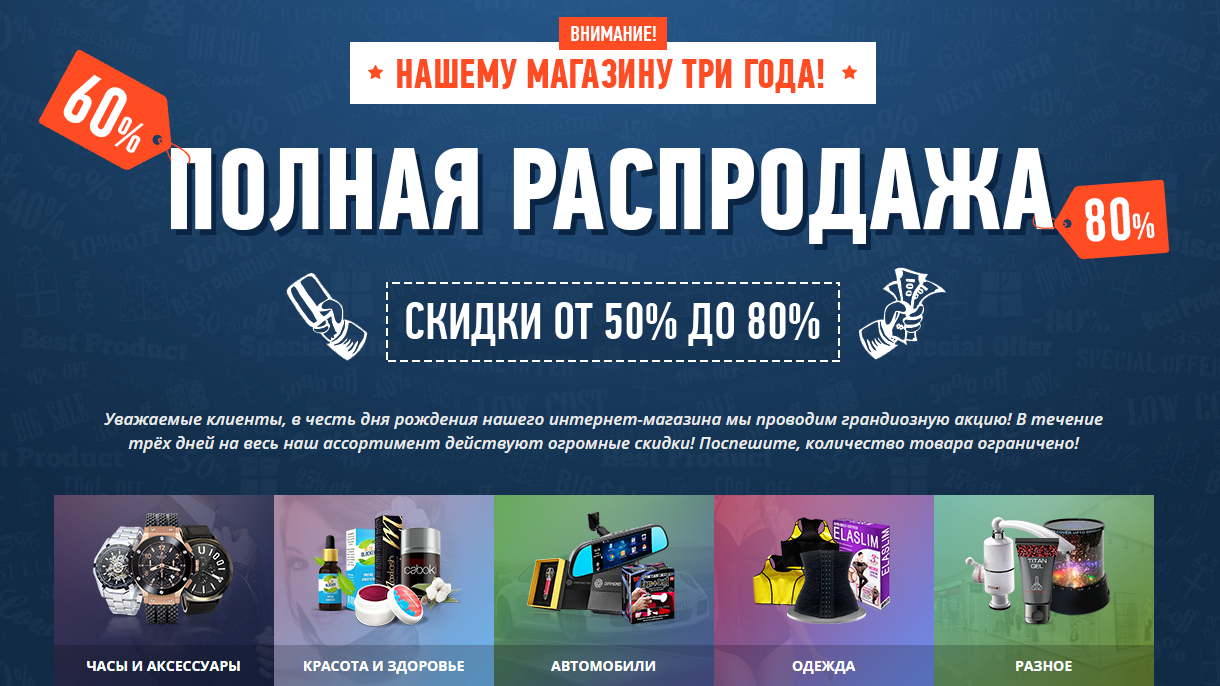 ВНИМАНИЕ!
НАШЕМУ МАГАЗИНУ ТРИ ГОДА!
60%
ПОЛНАЯ РАСПРОДАЖА
80%
СКИДКИ ОТ 50% ДО 80%
Уважаемые клиенты, в честь дня рождения нашего интернет-магазина мы проводим грандиозную акцию! В течение
трёх дней на весь наш ассортимент действуют огромные скидки! Поспешите, количество товара ограничено!
caboki
ELASLIM
TITAN
GEL
ЧАСЫ И АКСЕССУАРЫ
КРАСОТА И ЗДОРОВЬЕ
АВТОМОБИЛИ
ОДЕЖДА
РАЗНОЕ